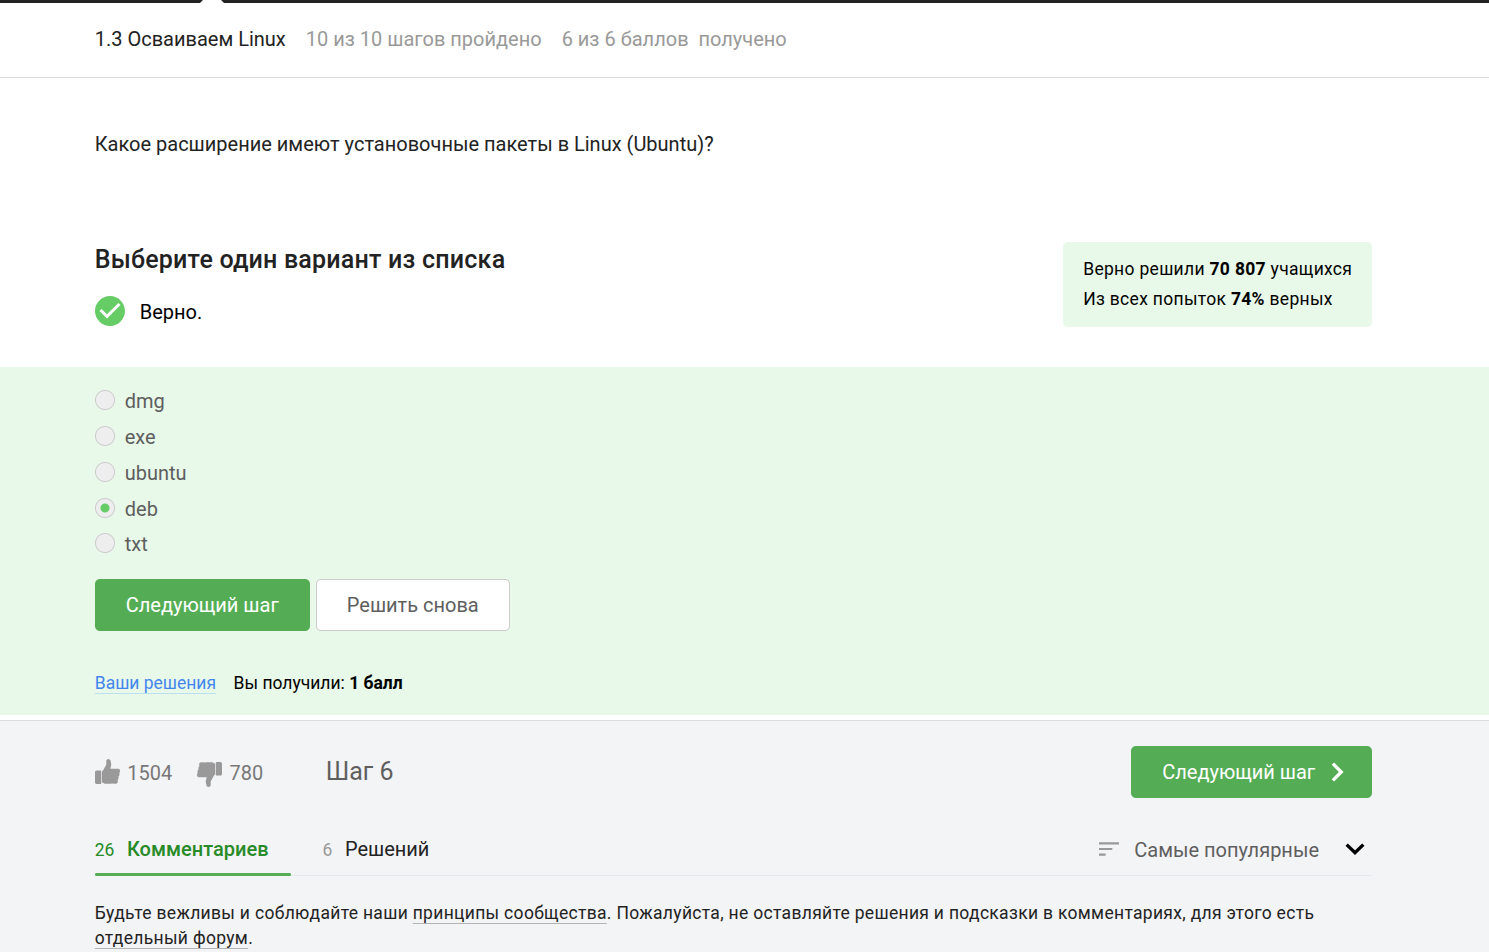 1.3 Осваиваем Linux 10 из 10 шагов пройдено 6 из 6 баллов получено
Какое расширение имеют установочные пакеты в Linux (Ubuntu)?
Выберите один вариант из списка
Верно.
Верно решили 70 807 учащихся
Из всех попыток 74% верных
dmg
exe
ubuntu
deb
txt
Следующий шаг Решить снова
Ваши решения Вы получили: 1 балл
1504 780 Шаг 6 Следующий шаг
26 Комментариев 6 Решений Самые популярные
Будьте вежливы и соблюдайте наши принципы сообщества. Пожалуйста, не оставляйте решения и подсказки в комментариях, для этого есть
отдельный форум.